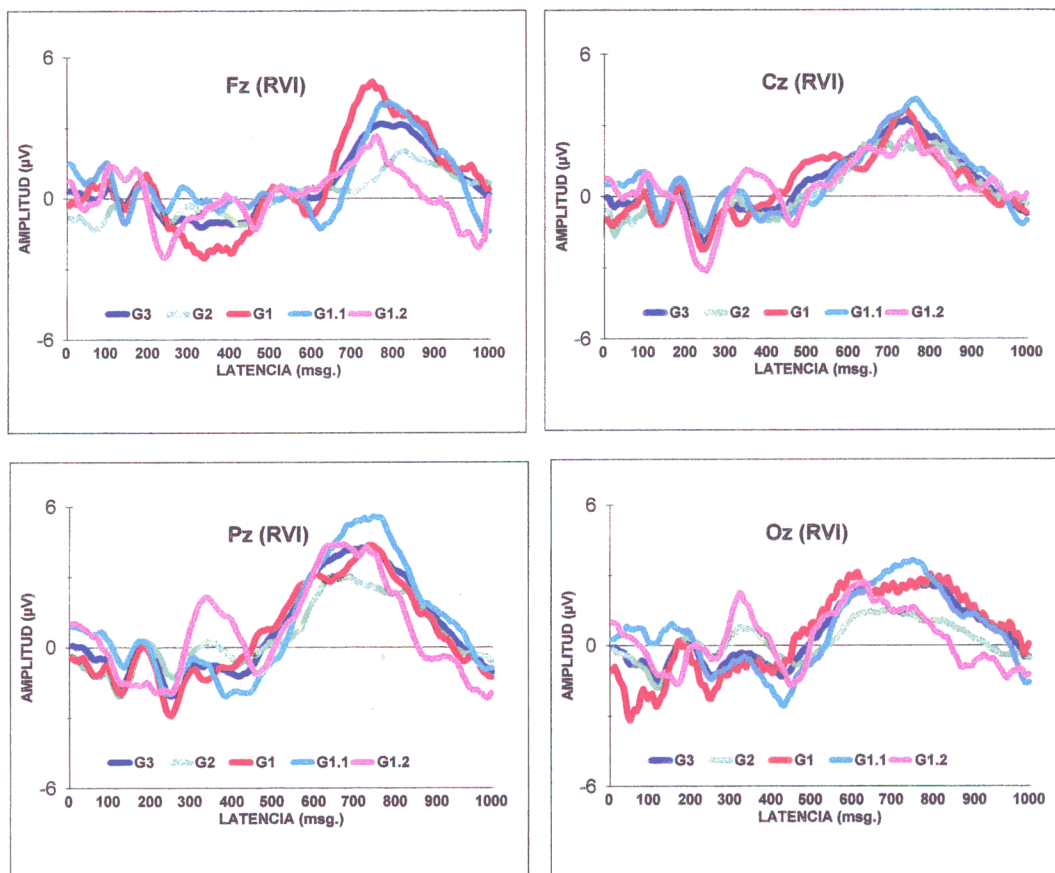 Fz (RVI)
6
0
-6
AMPLITUD (µV)
G3 G2 G1 G1.1 G1.2
0 100 200 300 400 500 600 700 800 900 1000
LATENCIA (msg.)
Cz (RVI)
6
0
-6
AMPLITUD (µV)
G3 G2 G1 G1.1 G1.2
0 100 200 300 400 500 600 700 800 900 1000
LATENCIA (msg.)
Pz (RVI)
6
0
-6
AMPLITUD (µV)
G3 G2 G1 G1.1 G1.2
0 100 200 300 400 500 600 700 800 900 1000
LATENCIA (msg.)
Oz (RVI)
6
0
-6
AMPLITUD (µV)
G3 G2 G1 G1.1 G1.2
0 100 200 300 400 500 600 700 800 900 1000
LATENCIA (msg.)